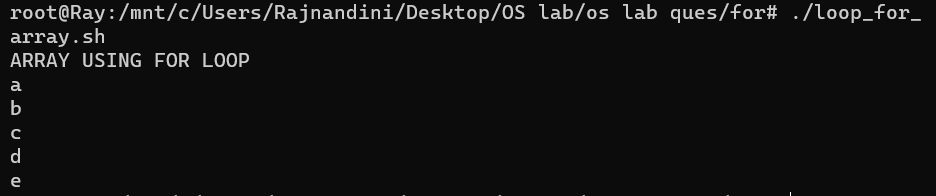 root@Ray:/mnt/c/Users/Rajnandini/Desktop/OS lab/os lab ques/for# ./loop_for_
array.sh
ARRAY USING FOR LOOP
a
b
c
d
e